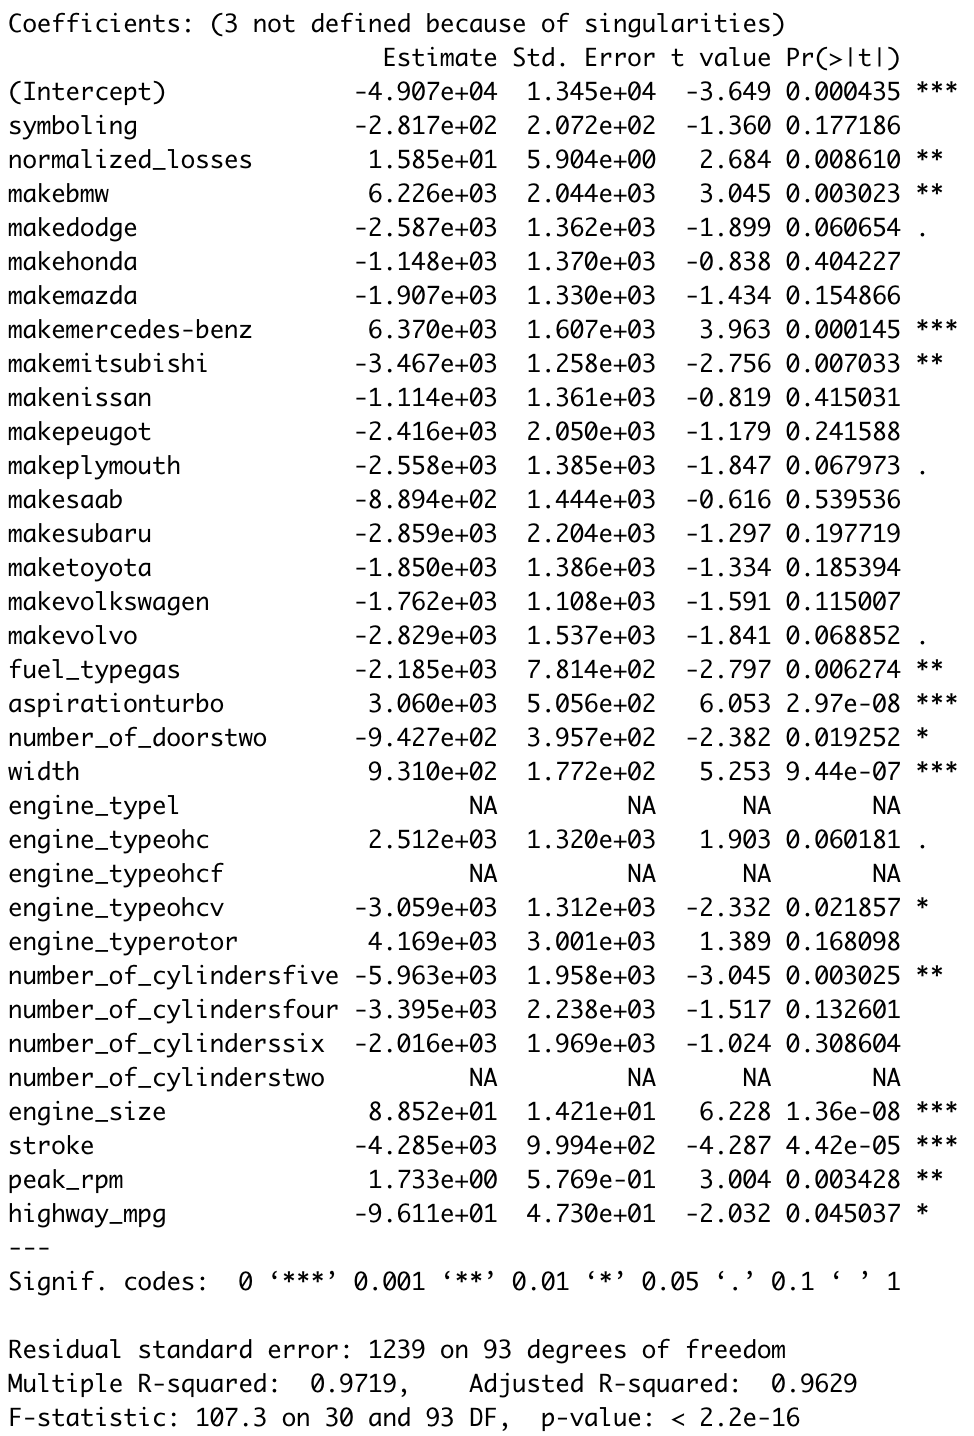 Coefficients: (3 not defined because of singularities)
                         Estimate Std. Error t value Pr(>|t|)
(Intercept)            -4.907e+04  1.345e+04  -3.649 0.000435 ***
symboling              -2.817e+02  2.072e+02  -1.360 0.177186
normalized_losses       1.585e+01  5.904e+00   2.684 0.008610 **
makebmw                 6.226e+03  2.044e+03   3.045 0.003023 **
makedodge              -2.587e+03  1.362e+03  -1.899 0.060654 .
makehonda              -1.148e+03  1.370e+03  -0.838 0.404227
makemazda              -1.907e+03  1.330e+03  -1.434 0.154866
makemercedes-benz       6.370e+03  1.607e+03   3.963 0.000145 ***
makemitsubishi         -3.467e+03  1.258e+03  -2.756 0.007033 **
makenissan             -1.114e+03  1.361e+03  -0.819 0.415031
makepeugot             -2.416e+03  2.050e+03  -1.179 0.241588
makeplymouth           -2.558e+03  1.385e+03  -1.847 0.067973 .
makesaab               -8.894e+02  1.444e+03  -0.616 0.539536
makesubaru             -2.859e+03  2.204e+03  -1.297 0.197719
maketoyota             -1.850e+03  1.386e+03  -1.334 0.185394
makevolkswagen         -1.762e+03  1.108e+03  -1.591 0.115007
makevolvo              -2.829e+03  1.537e+03  -1.841 0.068852 .
fuel_typegas           -2.185e+03  7.814e+02  -2.797 0.006274 **
aspirationturbo         3.060e+03  5.056e+02   6.053 2.97e-08 ***
number_of_doorstwo     -9.427e+02  3.957e+02  -2.382 0.019252 *
width                   9.310e+02  1.772e+02   5.253 9.44e-07 ***
engine_typel                   NA         NA      NA       NA
engine_typeohc          2.512e+03  1.320e+03   1.903 0.060181 .
engine_typeohcf                NA         NA      NA       NA
engine_typeohcv        -3.059e+03  1.312e+03  -2.332 0.021857 *
engine_typerotor        4.169e+03  3.001e+03   1.389 0.168098
number_of_cylindersfive -5.963e+03  1.958e+03  -3.045 0.003025 **
number_of_cylindersfour -3.395e+03  2.238e+03  -1.517 0.132601
number_of_cylinderssix -2.016e+03  1.969e+03  -1.024 0.308604
number_of_cylinderstwo         NA         NA      NA       NA
engine_size             8.852e+01  1.421e+01   6.228 1.36e-08 ***
stroke                 -4.285e+03  9.994e+02  -4.287 4.42e-05 ***
peak_rpm                1.733e+00  5.769e-01   3.004 0.003428 **
highway_mpg            -9.611e+01  4.730e+01  -2.032 0.045037 *
---
Signif. codes:  0 ‘***’ 0.001 ‘**’ 0.01 ‘*’ 0.05 ‘.’ 0.1 ‘ ’ 1

Residual standard error: 1239 on 93 degrees of freedom
Multiple R-squared:  0.9719,    Adjusted R-squared:  0.9629
F-statistic: 107.3 on 30 and 93 DF,  p-value: < 2.2e-16